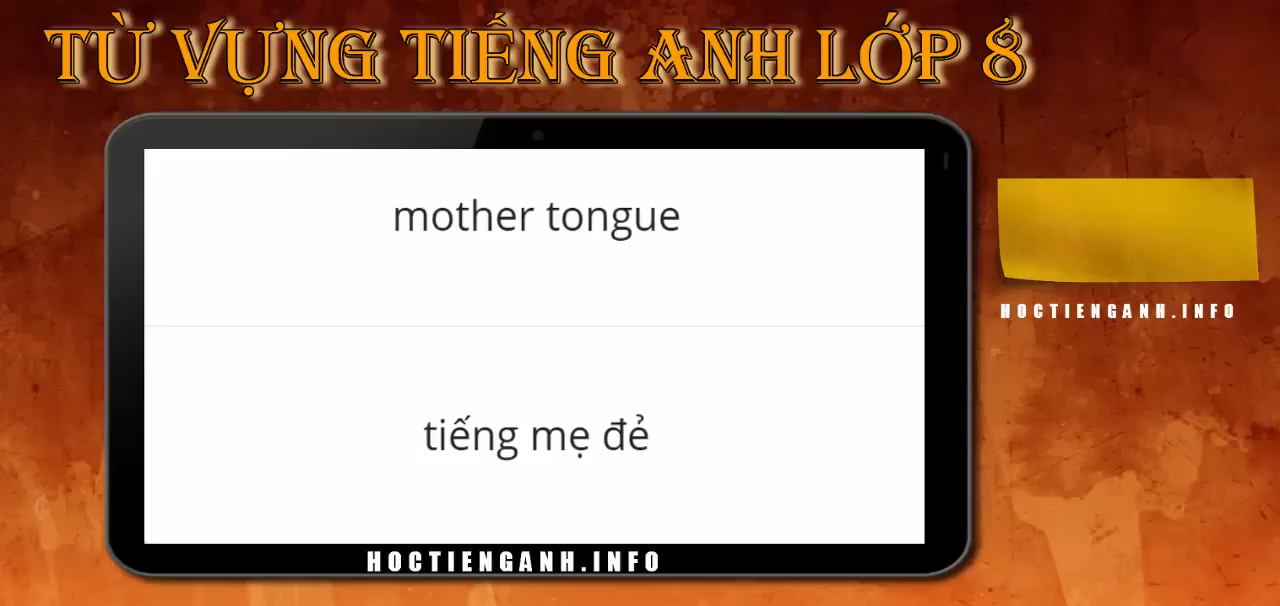 TỪ VỰNG TIẾNG ANH LỚP 8
mother tongue
tiếng mẹ đẻ
HOCTIENGANH.INFO
HOCTIENGANH.INFO